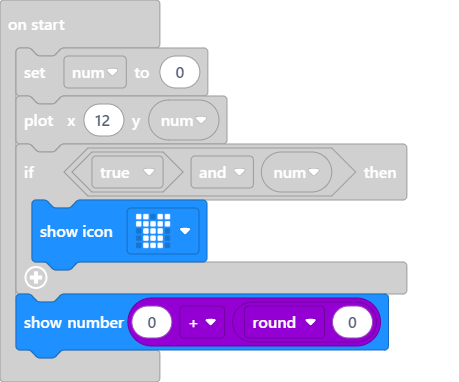 on start
set num to 0
plot x 12 y num
if true and num then
show icon
show number 0 + round 0